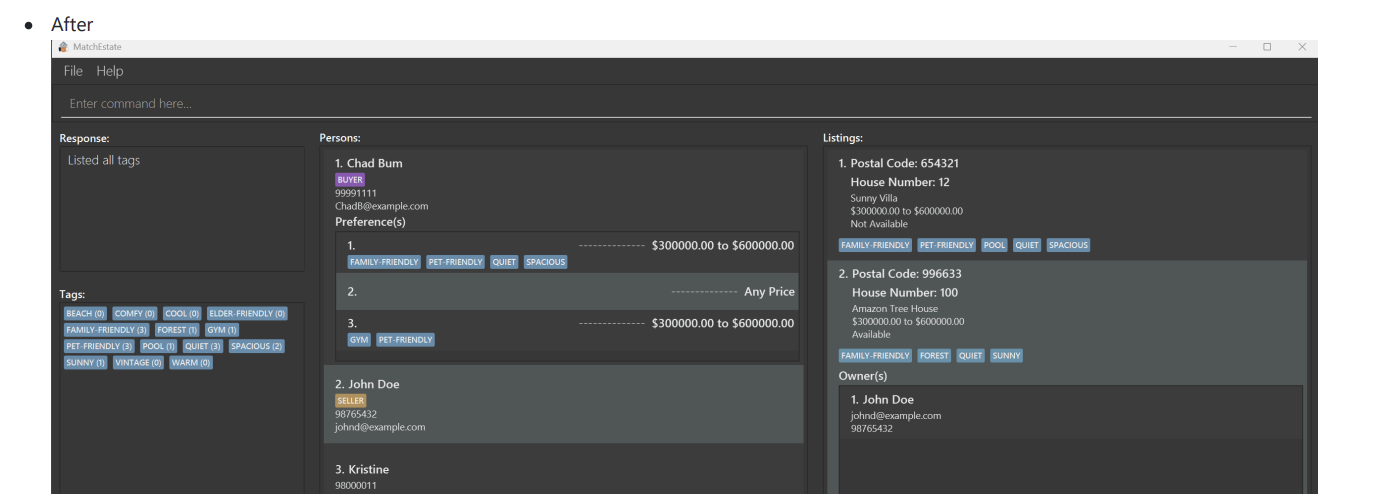 After
MatchEstate
File Help
Enter command here...
Response:
Listed all tags
Tags:
BEACH (0) COMFY (0) COOL (0) ELDER-FRIENDLY (0)
FAMILY-FRIENDLY (3) FOREST (1) GYM (1)
PET-FRIENDLY (3) POOL (1) QUIET (3) SPACIOUS (2)
SUNNY (1) VINTAGE (0) WARM (0)
Persons:
1. Chad Bum
BUYER
99991111
ChadB@example.com
Preference(s)
1. -------------- $300000.00 to $600000.00
FAMILY-FRIENDLY PET-FRIENDLY QUIET SPACIOUS
2. -------------- Any Price
3. -------------- $300000.00 to $600000.00
GYM PET-FRIENDLY
2. John Doe
SELLER
98765432
johnd@example.com
3. Kristine
98000011
Listings:
1. Postal Code: 654321
House Number: 12
Sunny Villa
$300000.00 to $600000.00
Not Available
FAMILY-FRIENDLY PET-FRIENDLY POOL QUIET SPACIOUS
2. Postal Code: 996633
House Number: 100
Amazon Tree House
$300000.00 to $600000.00
Available
FAMILY-FRIENDLY FOREST QUIET SUNNY
Owner(s)
1. John Doe
johnd@example.com
98765432